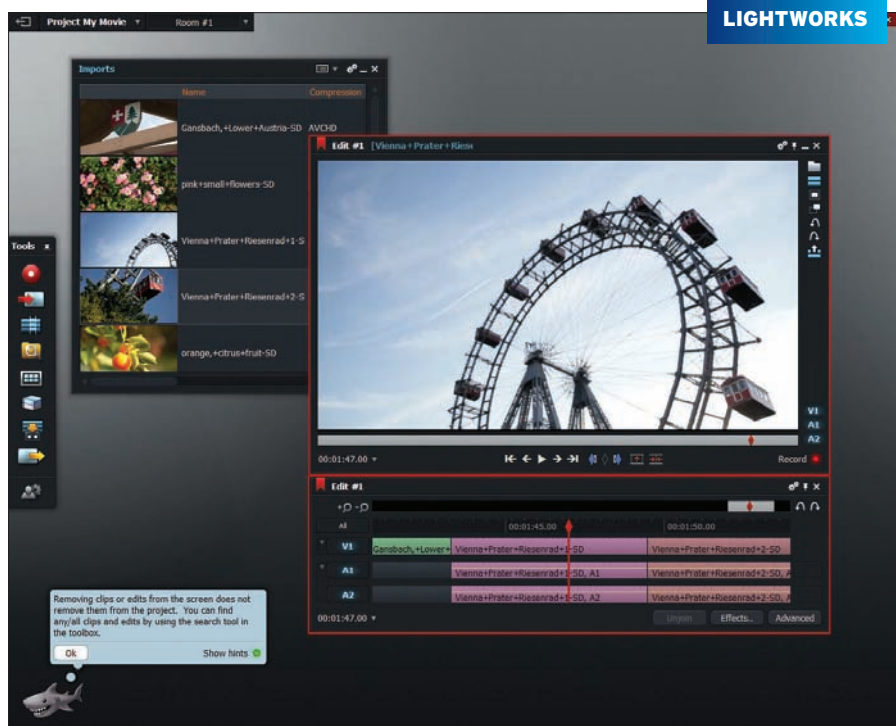 LIGHTWORKS
Project My Movie
Room #1
Imports
Name
Compression
Gansbach,+Lower+Austria-SD
AVCHD
pink+small+flowers-SD
Vienna+Prater+Riesenrad+1-S
Vienna+Prater+Riesenrad+2-S
orange,+citrus+fruit-SD
Tools
Edit #1 [Vienna+Prater+Riese
V1
A1
A2
00:01:47.00
Record
Edit #1
All
00:01:45.00
00:01:50.00
V1
Gansbach,+Lower+
Vienna+Prater+Riesenrad+1-SD
Vienna+Prater+Riesenrad+2-SD
A1
Vienna+Prater+Riesenrad+1-SD, A1
Vienna+Prater+Riesenrad+2-SD, A
A2
Vienna+Prater+Riesenrad+1-SD, A2
Vienna+Prater+Riesenrad+2-SD, A
00:01:47.00
Unjoin
Effects..
Advanced
Removing clips or edits from the screen does not
remove them from the project. You can find
any/all clips and edits by using the search tool in
the toolbox.
Ok
Show hints